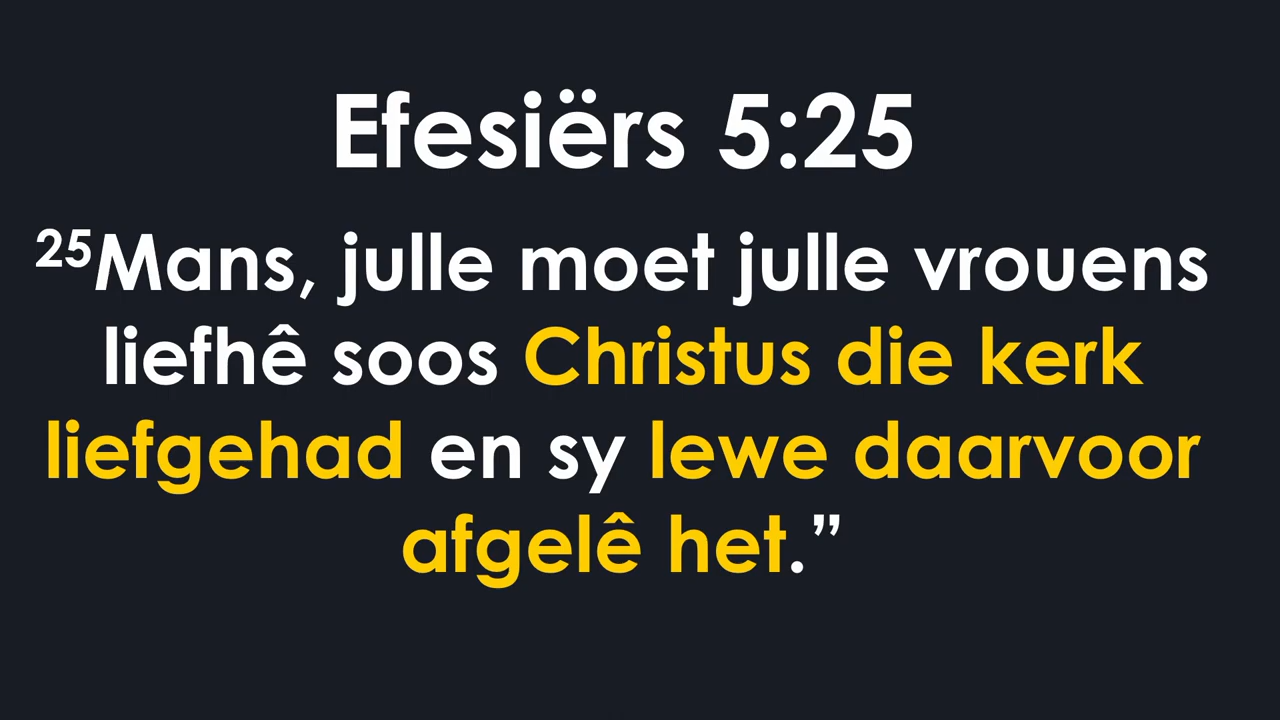 Efesiërs 5:25
²⁵Mans, julle moet julle vrouens
liefhê soos Christus die kerk
liefgehad en sy lewe daarvoor
afgelê het.”